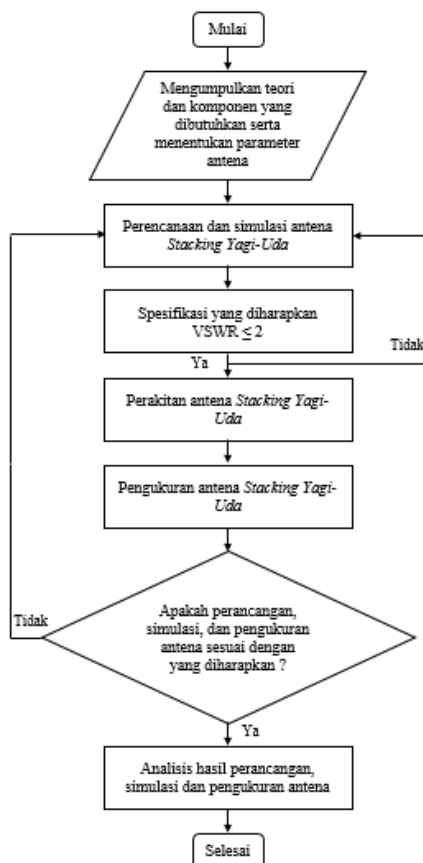 Mulai
Mengumpulkan teori
dan komponen yang
dibutuhkan serta
menentukan parameter
antena
Perencanaan dan simulasi antena
Stacking Yagi-Uda
Spesifikasi yang diharapkan
VSWR ≤ 2
Tidak
Ya
Perakitan antena Stacking Yagi-
Uda
Pengukuran antena Stacking Yagi-
Uda
Tidak
Apakah perancangan,
simulasi, dan pengukuran
antena sesuai dengan
yang diharapkan ?
Ya
Analisis hasil perancangan,
simulasi dan pengukuran antena
Selesai